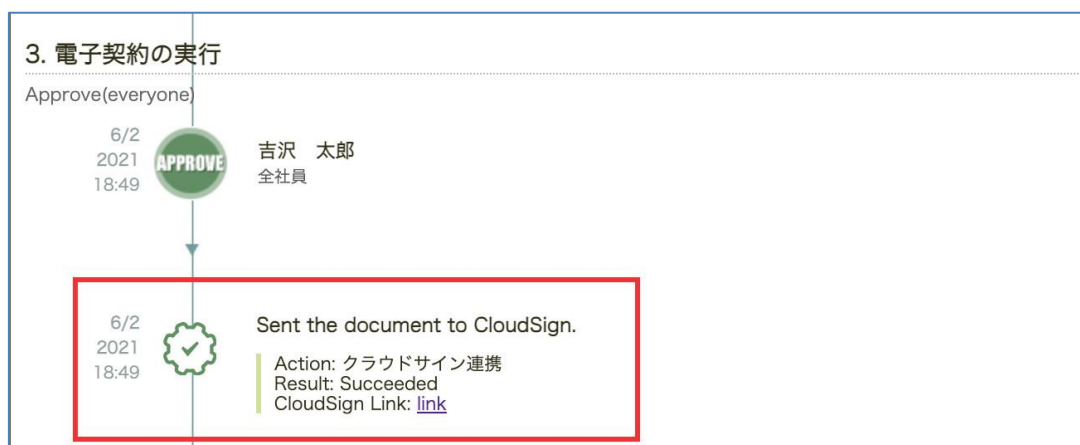 3. 電子契約の実行
Approve(everyone)
6/2
2021
18:49
APPROVE
吉沢　太郎
全社員
6/2
2021
18:49
Sent the document to CloudSign.
Action: クラウドサイン連携
Result: Succeeded
CloudSign Link: link